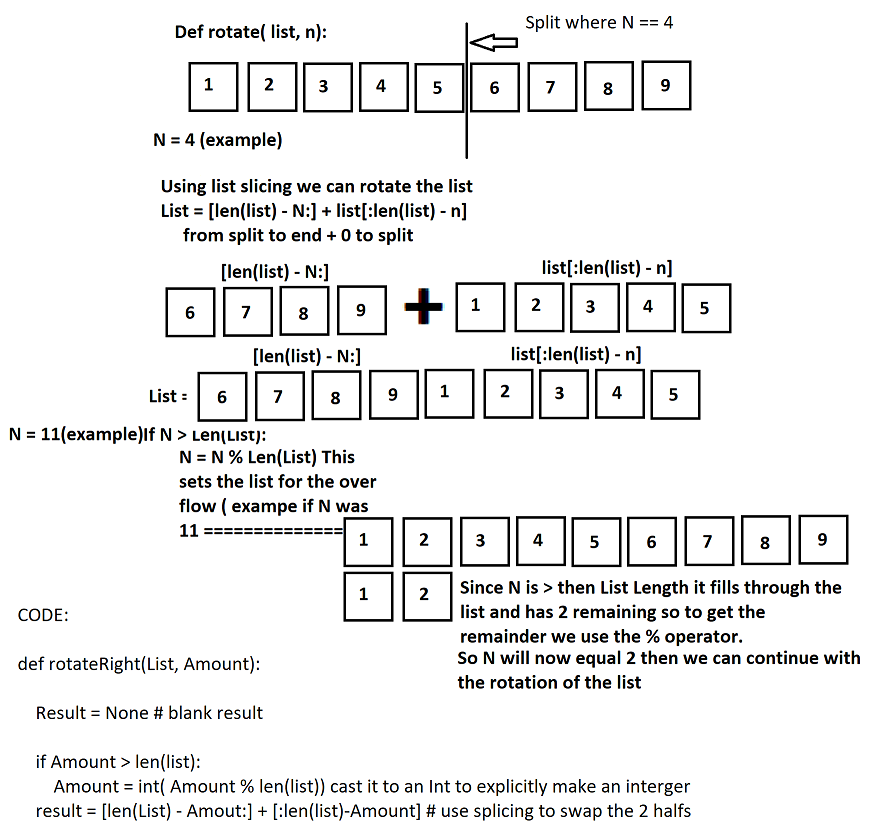 Def rotate( list, n):
Split where N == 4
1 2 3 4 5 6 7 8 9
N = 4 (example)
Using list slicing we can rotate the list
List = [len(list) - N:] + list[:len(list) - n]
from split to end + 0 to split
[len(list) - N:] list[:len(list) - n]
6 7 8 9 + 1 2 3 4 5
[len(list) - N:] list[:len(list) - n]
List = 6 7 8 9 1 2 3 4 5
N = 11(example)If N > Len(List):
N = N % Len(List) This
sets the list for the over
flow ( exampe if N was
11 ============== 1 2 3 4 5 6 7 8 9
1 2
Since N is > then List Length it fills through the
list and has 2 remaining so to get the
remainder we use the % operator.
So N will now equal 2 then we can continue with
the rotation of the list
CODE:
def rotateRight(List, Amount):
Result = None # blank result
if Amount > len(list):
Amount = int( Amount % len(list)) cast it to an Int to explicitly make an interger
result = [len(List) - Amout:] + [:len(list)-Amount] # use splicing to swap the 2 halfs